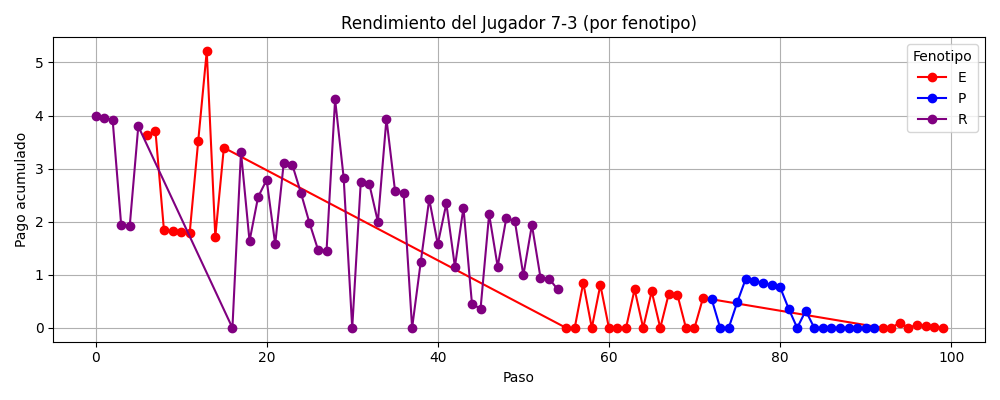 Rendimiento del Jugador 7-3 (por fenotipo)
Pago acumulado
5
4
3
2
1
0
Fenotipo
E
P
R
0 20 40 60 80 100
Paso